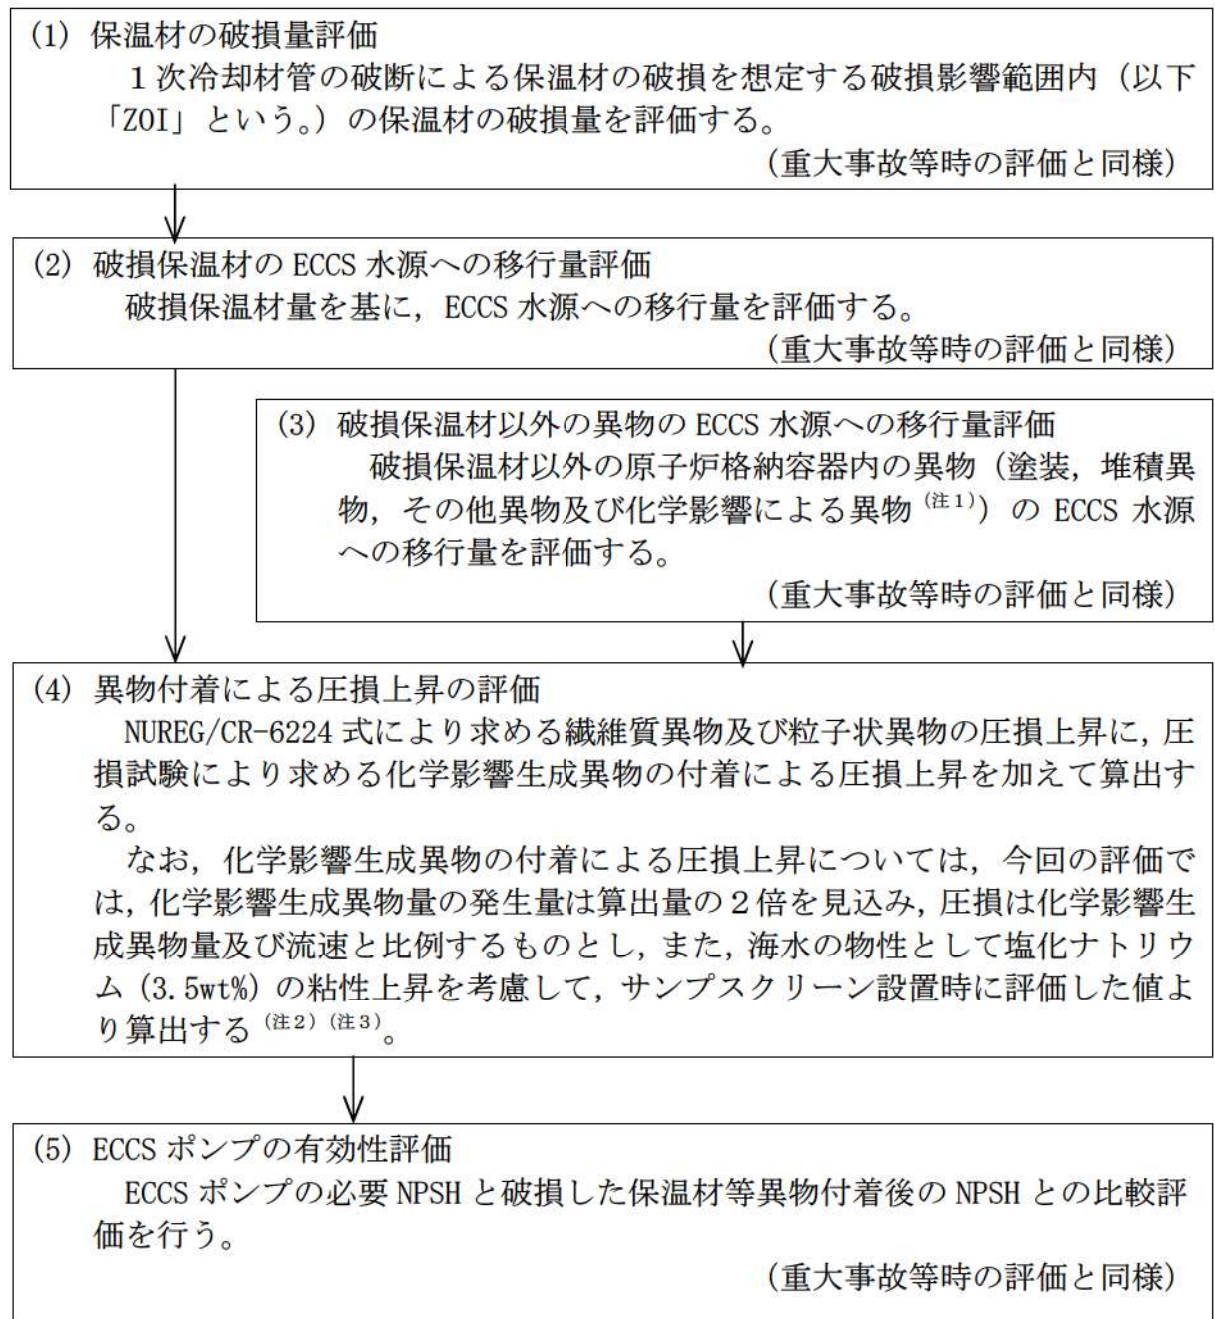 (1) 保温材の破損量評価
１次冷却材管の破断による保温材の破損を想定する破損影響範囲内（以下
「ZOI」という。）の保温材の破損量を評価する。
（重大事故等時の評価と同様）
(2) 破損保温材の ECCS 水源への移行量評価
破損保温材量を基に，ECCS 水源への移行量を評価する。
（重大事故等時の評価と同様）
(3) 破損保温材以外の異物の ECCS 水源への移行量評価
破損保温材以外の原子炉格納容器内の異物（塗装，堆積異
物，その他異物及び化学影響による異物（注１））の ECCS 水源
への移行量を評価する。
（重大事故等時の評価と同様）
(4) 異物付着による圧損上昇の評価
NUREG/CR-6224 式により求める繊維質異物及び粒子状異物の圧損上昇に，圧
損試験により求める化学影響生成異物の付着による圧損上昇を加えて算出す
る。
なお，化学影響生成異物の付着による圧損上昇については，今回の評価で
は，化学影響生成異物量の発生量は算出量の２倍を見込み，圧損は化学影響生
成異物量及び流速と比例するものとし，また，海水の物性として塩化ナトリウ
ム（3.5wt%）の粘性上昇を考慮して，サンプスクリーン設置時に評価した値よ
り算出する（注２）（注３）。
(5) ECCS ポンプの有効性評価
ECCS ポンプの必要 NPSH と破損した保温材等異物付着後の NPSH との比較評
価を行う。
（重大事故等時の評価と同様）